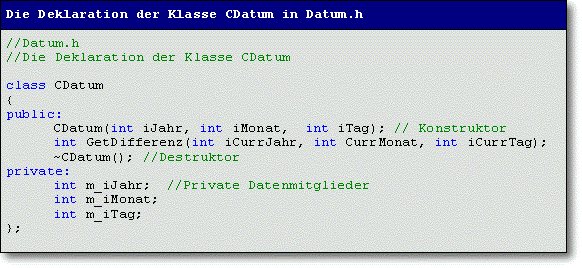 Die Deklaration der Klasse CDatum in Datum.h
//Datum.h
//Die Deklaration der Klasse CDatum
class CDatum
{
public:
CDatum(int iJahr, int iMonat,  int iTag); // Konstruktor
int GetDifferenz(int iCurrJahr, int CurrMonat, int iCurrTag);
~CDatum(); //Destruktor
private:
int m_iJahr;  //Private Datenmitglieder
int m_iMonat;
int m_iTag;
};